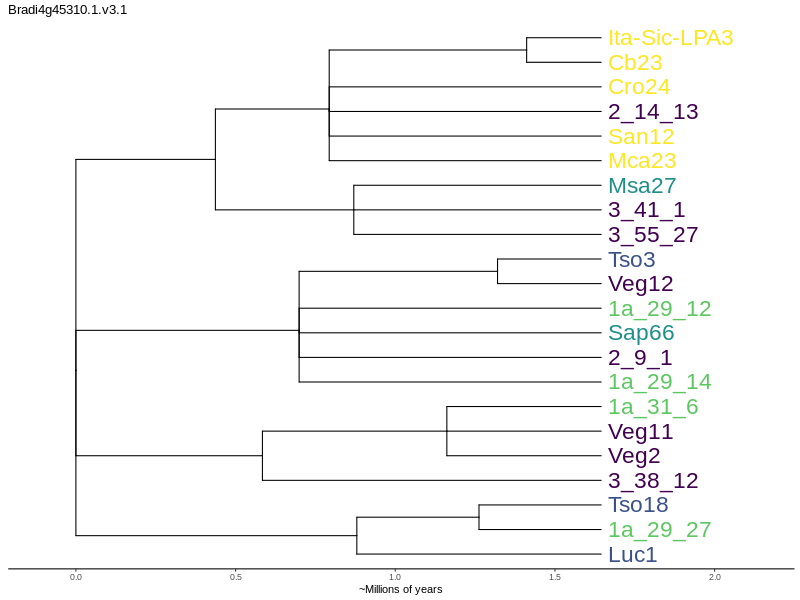 Bradi4g45310.1.v3.1
Ita-Sic-LPA3
Cb23
Cro24
2_14_13
San12
Mca23
Msa27
3_41_1
3_55_27
Tso3
Veg12
1a_29_12
Sap66
2_9_1
1a_29_14
1a_31_6
Veg11
Veg2
3_38_12
Tso18
1a_29_27
Luc1
0.0 0.5 1.0 1.5 2.0
~Millions of years